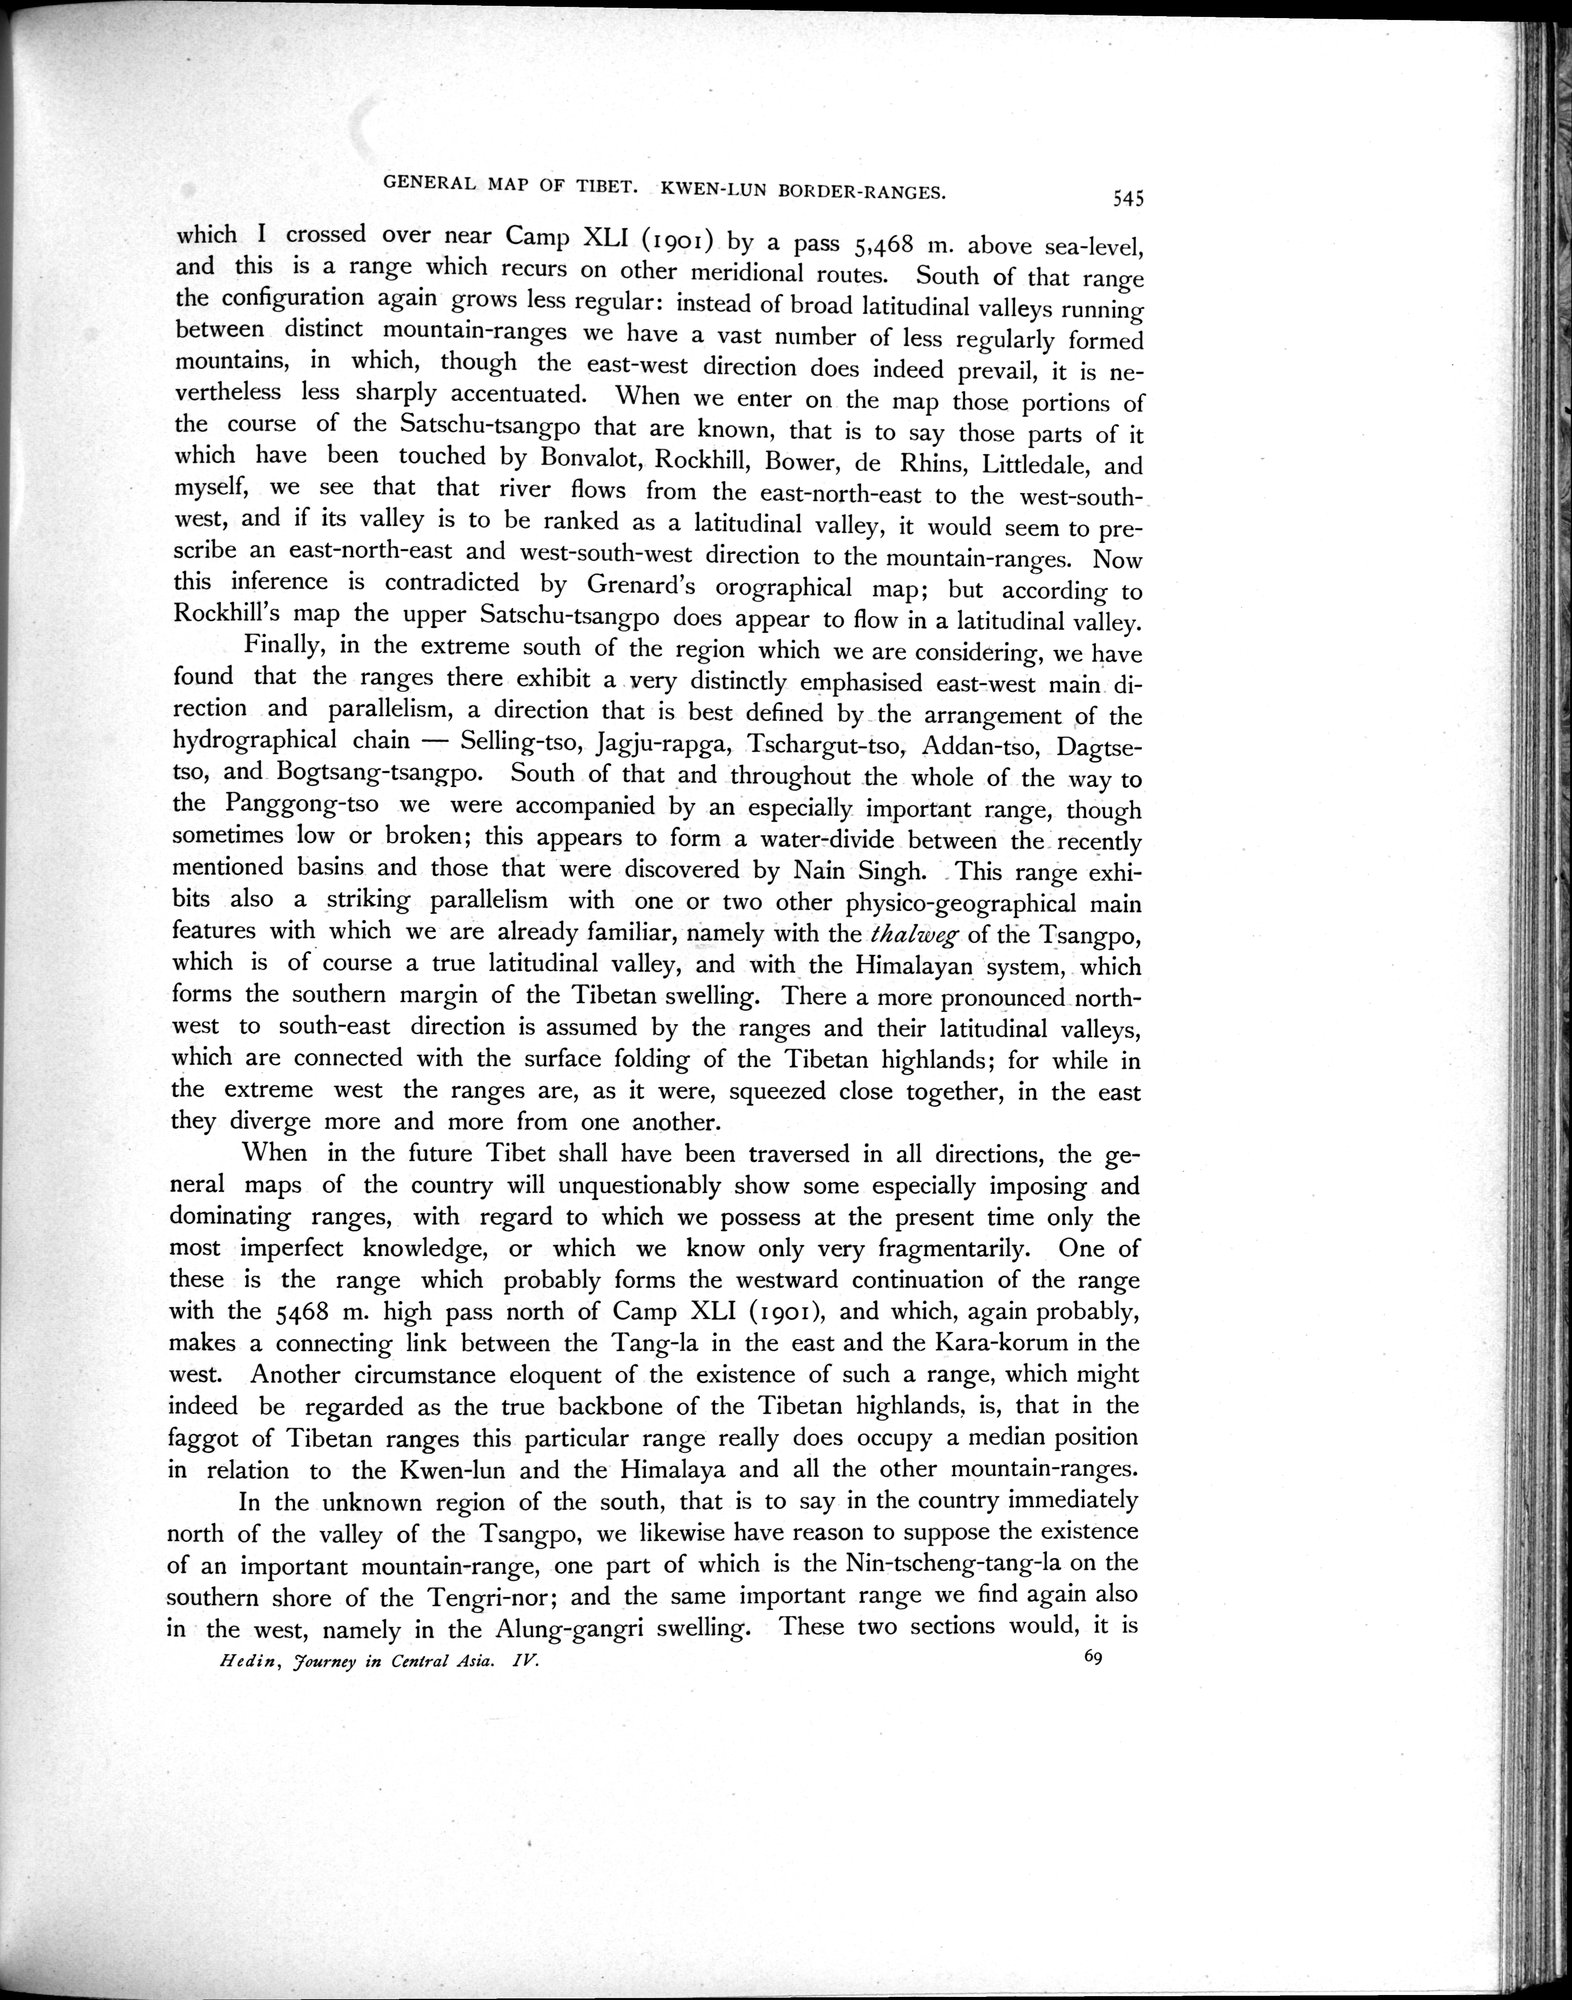 GENERAL MAP OF TIBET. KWEN-LUN BORDER-RANGES.
545
which I crossed over near Camp XLI (1901) by a pass 5,468 m. above sea-level,
and this is a range which recurs on other meridional routes. South of that range
the configuration again grows less regular: instead of broad latitudinal valleys running
between distinct mountain-ranges we have a vast number of less regularly formed
mountains, in which, though the east-west direction does indeed prevail, it is ne-
vertheless less sharply accentuated. When we enter on the map those portions of
the course of the Satschu-tsangpo that are known, that is to say those parts of it
which have been touched by Bonvalot, Rockhill, Bower, de Rhins, Littledale, and
myself, we see that that river flows from the east-north-east to the west-south-
west, and if its valley is to be ranked as a latitudinal valley, it would seem to pre-
scribe an east-north-east and west-south-west direction to the mountain-ranges. Now
this inference is contradicted by Grenard's orographical map; but according to
Rockhill's map the upper Satschu-tsangpo does appear to flow in a latitudinal valley.
Finally, in the extreme south of the region which we are considering, we have
found that the ranges there exhibit a very distinctly emphasised east-west main di-
rection and parallelism, a direction that is best defined by the arrangement of the
hydrographical chain — Selling-tso, Jagju-rapga, Tschargut-tso, Addan-tso, Dagtse-
tso, and Bogtsang-tsangpo. South of that and throughout the whole of the way to
the Panggong-tso we were accompanied by an especially important range, though
sometimes low or broken; this appears to form a water-divide between the recently
mentioned basins and those that were discovered by Nain Singh. This range exhi-
bits also a striking parallelism with one or two other physico-geographical main
features with which we are already familiar, namely with the thalweg of the Tsangpo,
which is of course a true latitudinal valley, and with the Himalayan system, which
forms the southern margin of the Tibetan swelling. There a more pronounced north-
west to south-east direction is assumed by the ranges and their latitudinal valleys,
which are connected with the surface folding of the Tibetan highlands; for while in
the extreme west the ranges are, as it were, squeezed close together, in the east
they diverge more and more from one another.
When in the future Tibet shall have been traversed in all directions, the ge-
neral maps of the country will unquestionably show some especially imposing and
dominating ranges, with regard to which we possess at the present time only the
most imperfect knowledge, or which we know only very fragmentarily. One of
these is the range which probably forms the westward continuation of the range
with the 5468 m. high pass north of Camp XLI (1901), and which, again probably,
makes a connecting link between the Tang-la in the east and the Kara-korum in the
west. Another circumstance eloquent of the existence of such a range, which might
indeed be regarded as the true backbone of the Tibetan highlands, is, that in the
faggot of Tibetan ranges this particular range really does occupy a median position
in relation to the Kwen-lun and the Himalaya and all the other mountain-ranges.
In the unknown region of the south, that is to say in the country immediately
north of the valley of the Tsangpo, we likewise have reason to suppose the existence
of an important mountain-range, one part of which is the Nin-tscheng-tang-la on the
southern shore of the Tengri-nor; and the same important range we find again also
in the west, namely in the Alung-gangri swelling. These two sections would, it is
Hedin, Journey in Central Asia. IV.
69